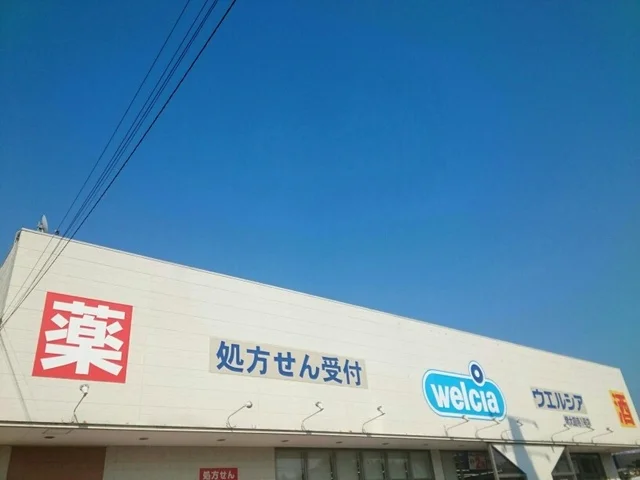 薬
処方せん受付
welcia
ウエルシア
酒
処方せん